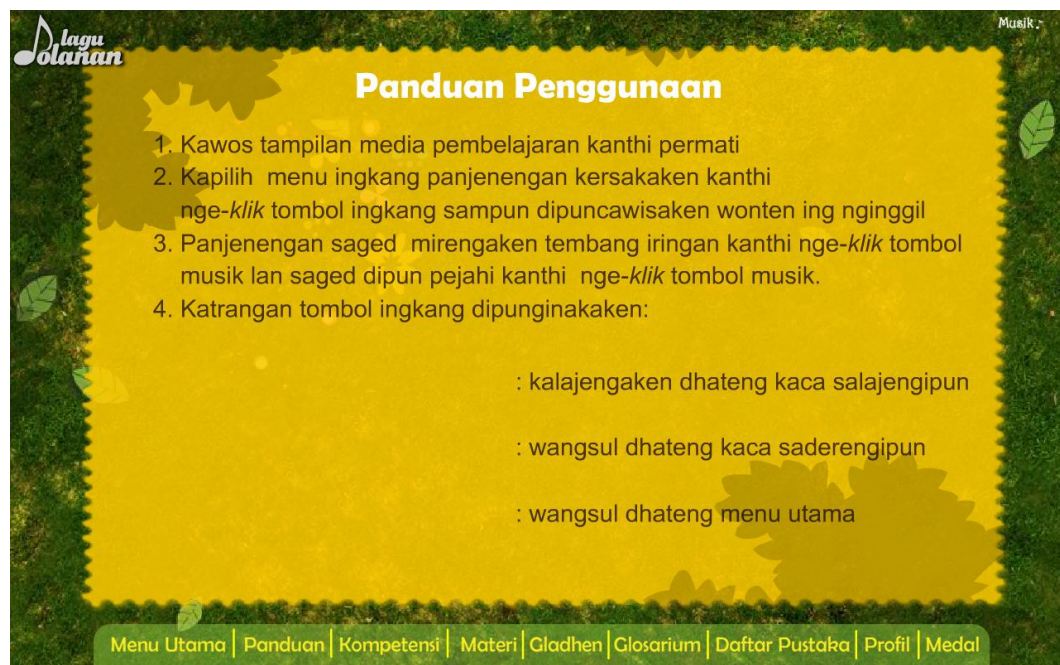 lagu
Dolanan
Musik
Panduan Penggunaan
1. Kawos tampilan media pembelajaran kanthi permati
2. Kapilih menu ingkang panjenengan kersakaken kanthi
nge-klik tombol ingkang sampun dipuncawisaken wonten ing nginggil
3. Panjenengan saged mirengaken tembang iringan kanthi nge-klik tombol
musik lan saged dipun pejahi kanthi nge-klik tombol musik.
4. Katrangan tombol ingkang dipunginakaken:
: kalajengaken dhateng kaca salajengipun
: wangsul dhateng kaca saderengipun
: wangsul dhateng menu utama
Menu Utama | Panduan | Kompetensi | Materi | Gladhen | Glosarium | Daftar Pustaka | Profil | Medal